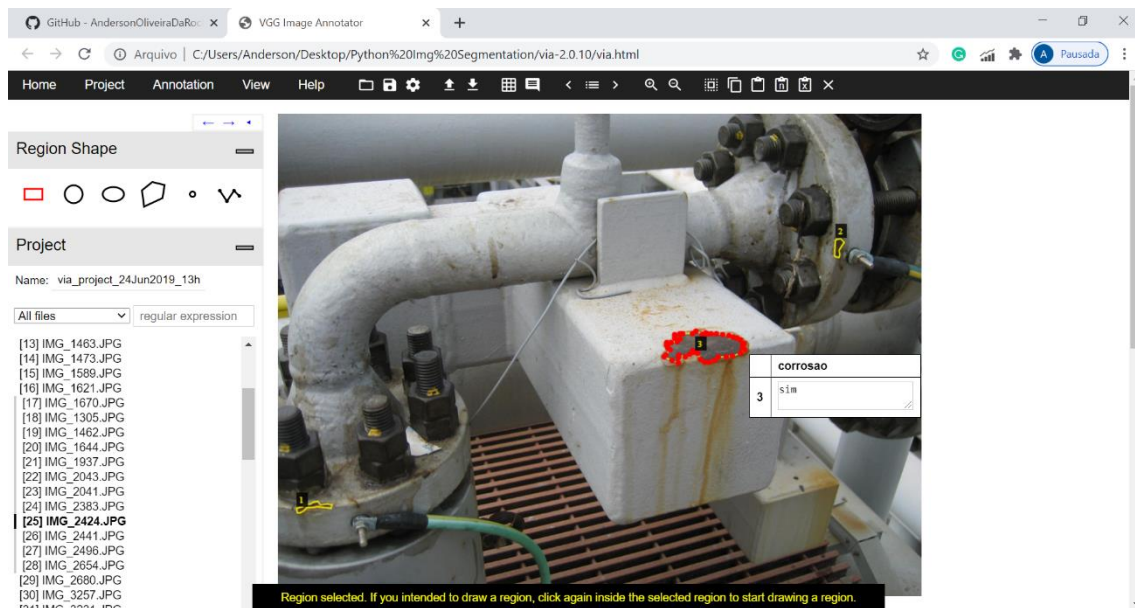 GitHub - AndersonOliveiraDaRoc
VGG Image Annotator
Arquivo | C:/Users/Anderson/Desktop/Python%20Img%20Segmentation/via-2.0.10/via.html
A Pausada
Home Project Annotation View Help
Region Shape
Project
Name: via_project_24Jun2019_13h
All files regular expression
[13] IMG_1463.JPG
[14] IMG_1473.JPG
[15] IMG_1589.JPG
[16] IMG_1621.JPG
[17] IMG_1670.JPG
[18] IMG_1305.JPG
[19] IMG_1462.JPG
[20] IMG_1644.JPG
[21] IMG_1937.JPG
[22] IMG_2043.JPG
[23] IMG_2041.JPG
[24] IMG_2383.JPG
[25] IMG_2424.JPG
[26] IMG_2441.JPG
[27] IMG_2496.JPG
[28] IMG_2654.JPG
[29] IMG_2680.JPG
[30] IMG_3257.JPG
2
3
corrosao
3 sim
1
Region selected. If you intended to draw a region, click again inside the selected region to start drawing a region.